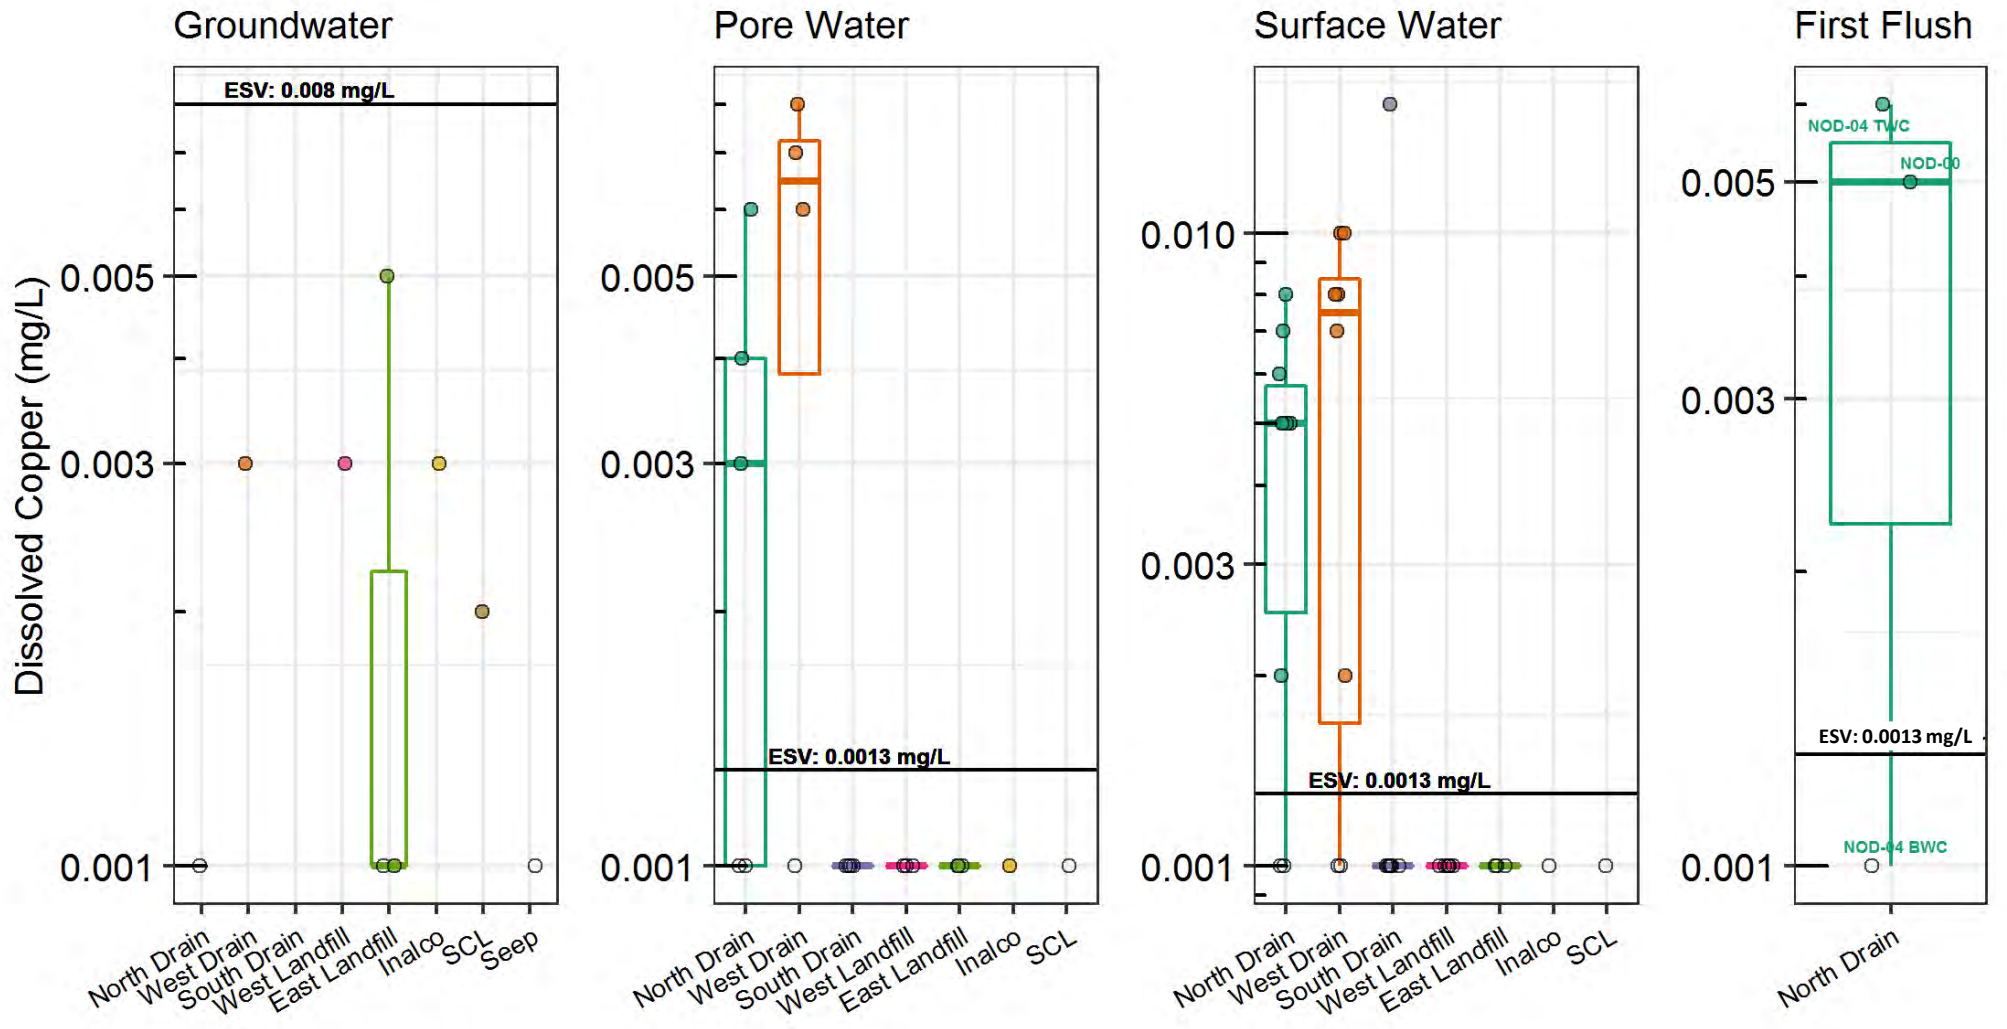 Groundwater
Pore Water
Surface Water
First Flush
Dissolved Copper (mg/L)
ESV: 0.008 mg/L
0.005
0.003
0.001
North Drain
West Drain
South Drain
West Landfill
East Landfill
Inalco
SCL
Seep
0.005
0.003
ESV: 0.0013 mg/L
0.001
North Drain
West Drain
South Drain
West Landfill
East Landfill
Inalco
SCL
0.010
0.003
ESV: 0.0013 mg/L
0.001
North Drain
West Drain
South Drain
West Landfill
East Landfill
Inalco
SCL
NOD-04 TWC
NOD-00
0.005
0.003
ESV: 0.0013 mg/L
NOD-04 BWC
0.001
North Drain